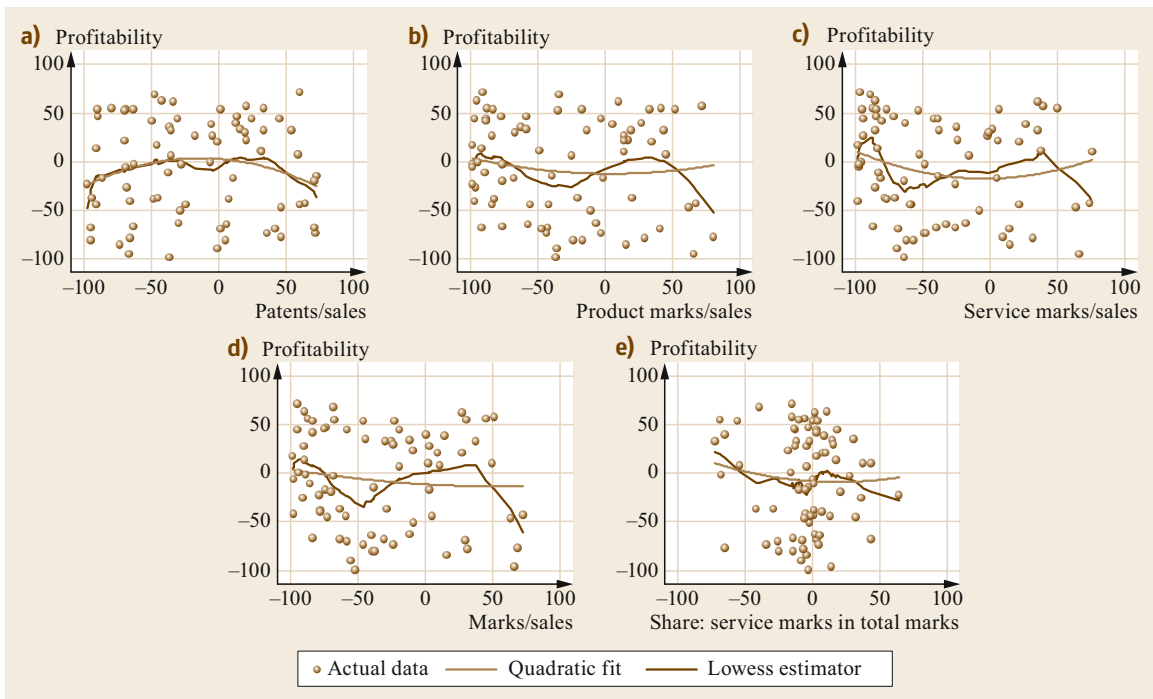 a) Profitability
100
50
0
–50
–100
–100 –50 0 50 100
Patents/sales
b) Profitability
100
50
0
–50
–100
–100 –50 0 50 100
Product marks/sales
c) Profitability
100
50
0
–50
–100
–100 –50 0 50 100
Service marks/sales
d) Profitability
100
50
0
–50
–100
–100 –50 0 50 100
Marks/sales
e) Profitability
100
50
0
–50
–100
–100 –50 0 50 100
Share: service marks in total marks
Actual data Quadratic fit Lowess estimator